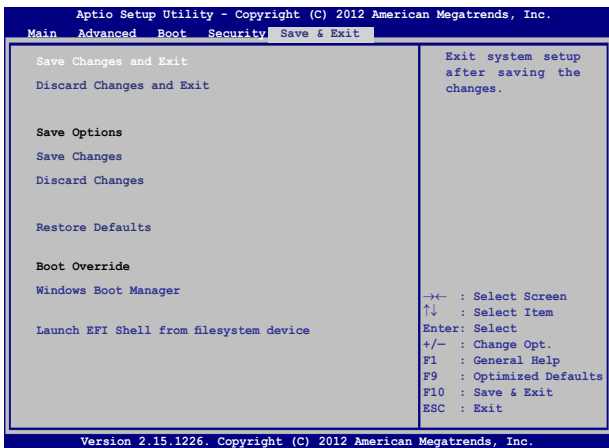 Aptio Setup Utility - Copyright (C) 2012 American Megatrends, Inc.
Main Advanced Boot Security Save & Exit
Save Changes and Exit
Discard Changes and Exit
Save Options
Save Changes
Discard Changes
Restore Defaults
Boot Override
Windows Boot Manager
Launch EFI Shell from filesystem device
Exit system setup
after saving the
changes.
→← : Select Screen
↑↓ : Select Item
Enter: Select
+/— : Change Opt.
F1 : General Help
F9 : Optimized Defaults
F10 : Save & Exit
ESC : Exit
Version 2.15.1226. Copyright (C) 2012 American Megatrends, Inc.